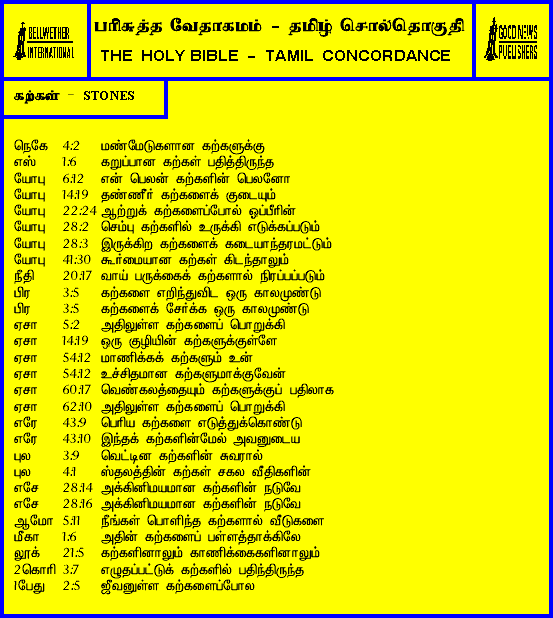 BELLWETHER
INTERNATIONAL
பரிசுத்த வேதாகமம் - தமிழ் சொல்தொகுதி
THE HOLY BIBLE - TAMIL CONCORDANCE
GOOD NEWS
PUBLISHERS
கற்கள் - STONES
நெகே 4:2 மண்மேடுகளான கற்களுக்கு
எஸ் 1:6 கறுப்பான கற்கள் பதித்திருந்த
யோபு 6:12 என் பெலன் கற்களின் பெலனோ
யோபு 14:19 தண்ணீர் கற்களைக் குடையும்
யோபு 22:24 ஆற்றுக் கற்களைப்போல் ஒப்பீரின்
யோபு 28:2 செம்பு கற்களில் உருக்கி எடுக்கப்படும்
யோபு 28:3 இருக்கிற கற்களைக் கடையாந்தரமட்டும்
யோபு 41:30 கூர்மையான கற்கள் கிடந்தாலும்
நீதி 20:17 வாய் பருக்கைக் கற்களால் நிரப்பப்படும்
பிர 3:5 கற்களை எறிந்துவிட ஒரு காலமுண்டு
பிர 3:5 கற்களைக் சேர்க்க ஒரு காலமுண்டு
ஏசா 5:2 அதிலுள்ள கற்களைப் பொறுக்கி
ஏசா 14:19 ஒரு குழியின் கற்களுக்குள்ளே
ஏசா 54:12 மாணிக்கக் கற்களும் உன்
ஏசா 54:12 உச்சிதமான கற்களுமாக்குவேன்
ஏசா 60:17 வெண்கலத்தையும் கற்களுக்குப் பதிலாக
ஏசா 62:10 அதிலுள்ள கற்களைப் பொறுக்கி
எரே 43:9 பெரிய கற்களை எடுத்துக்கொண்டு
எரே 43:10 இந்தக் கற்களின்மேல் அவனுடைய
புல 3:9 வெட்டின கற்களின் சுவரால்
புல 4:1 ஸ்தலத்தின் கற்கள் சகல வீதிகளின்
எசே 28:14 அக்கினிமயமான கற்களின் நடுவே
எசே 28:16 அக்கினிமயமான கற்களின் நடுவே
ஆமோ 5:11 நீங்கள் பொளிந்த கற்களால் வீடுகளை
மீகா 1:6 அதின் கற்களைப் பள்ளத்தாக்கிலே
லூக் 21:5 கற்களினாலும் காணிக்கைகளினாலும்
2கொரி 3:7 எழுதப்பட்டுக் கற்களில் பதிந்திருந்த
1பேது 2:5 ஜீவனுள்ள கற்களைப்போல